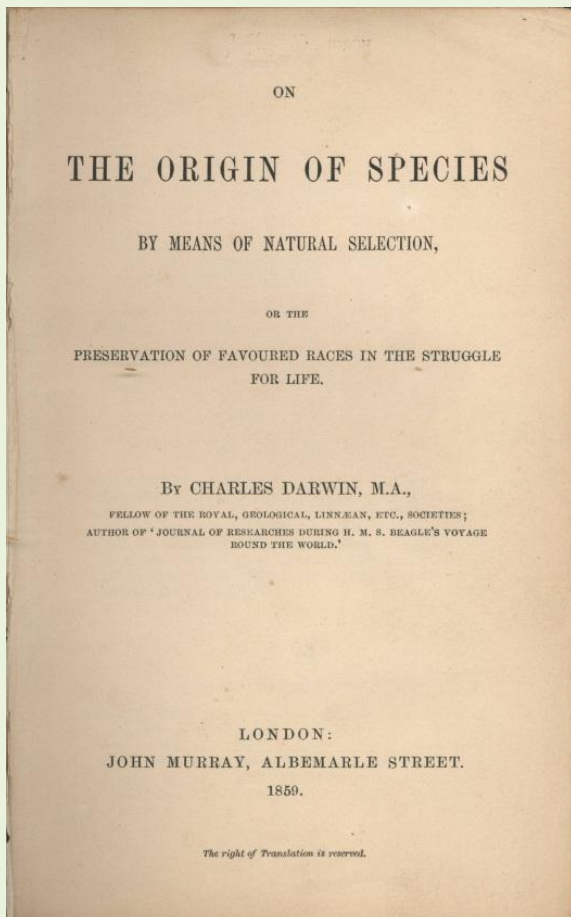 ON
THE ORIGIN OF SPECIES
BY MEANS OF NATURAL SELECTION,
OR THE
PRESERVATION OF FAVOURED RACES IN THE STRUGGLE
FOR LIFE.
BY CHARLES DARWIN, M.A.,
FELLOW OF THE ROYAL, GEOLOGICAL, LINNÆAN, ETC., SOCIETIES;
AUTHOR OF 'JOURNAL OF RESEARCHES DURING H. M. S. BEAGLE'S VOYAGE
ROUND THE WORLD.'
LONDON:
JOHN MURRAY, ALBEMARLE STREET.
1859.
The right of Translation is reserved.